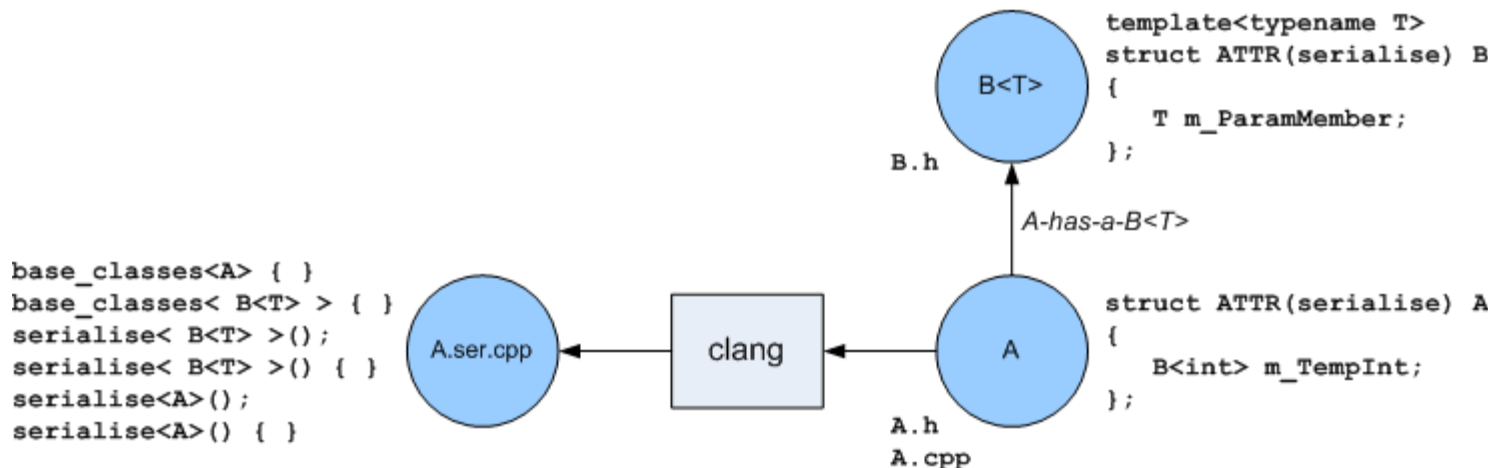 template<typename T>
struct ATTR(serialise) B
{
   T m_ParamMember;
};
B<T>
B.h
A-has-a-B<T>
base_classes<A> { }
base_classes< B<T> > { }
serialise< B<T> >();
serialise< B<T> >() { }
serialise<A>();
serialise<A>() { }
A.ser.cpp
clang
A
struct ATTR(serialise) A
{
   B<int> m_TempInt;
};
A.h
A.cpp